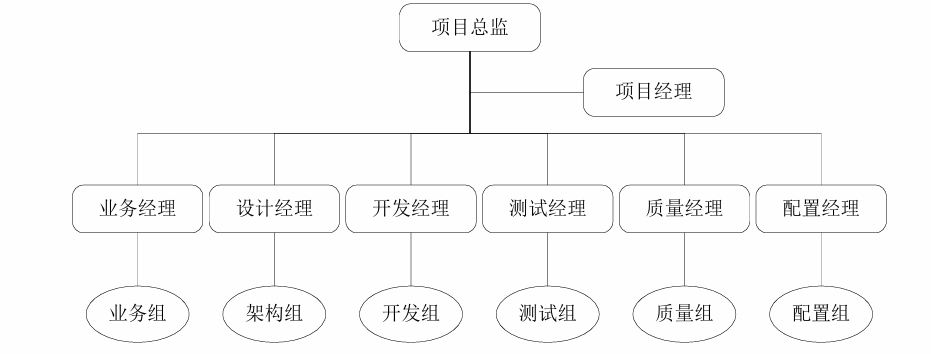 项目总监
项目经理
业务经理 设计经理 开发经理 测试经理 质量经理 配置经理
业务组 架构组 开发组 测试组 质量组 配置组